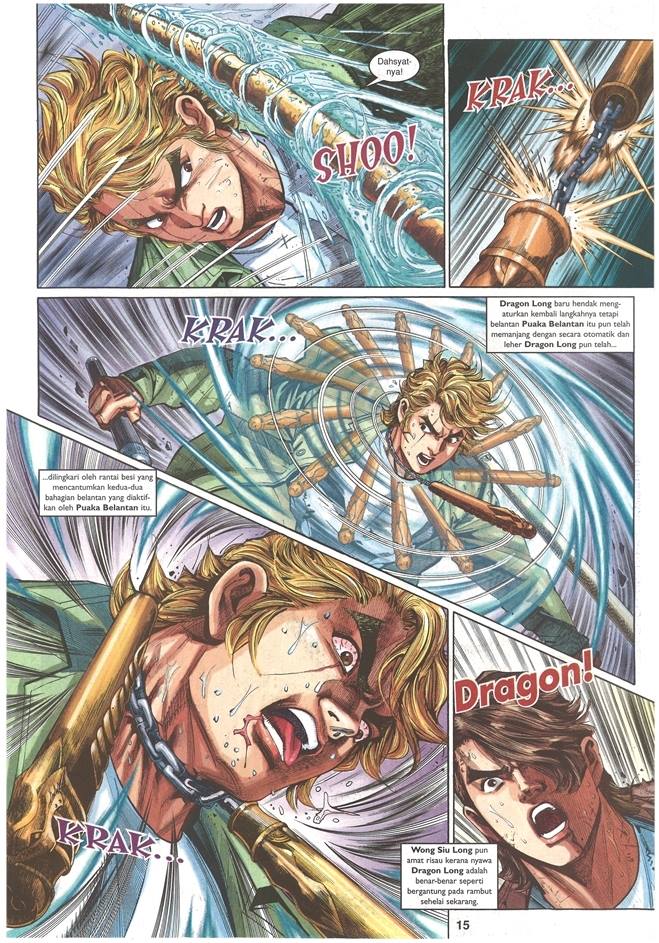 Dahsyat-
nya!
SHOO!
KRAK...
Dragon Long baru hendak meng-
aturkan kembali langkahnya tetapi
belantan Puaka Belantan itu pun telah
memanjang dengan secara otomatik dan
leher Dragon Long pun telah...
KRAK...
...dilingkari oleh rantai besi yang
mencantumkan kedua-dua
bahagian belantan yang diaktif-
kan oleh Puaka Belantan itu.
KRAK...
Dragon!
Wong Siu Long pun
amat risau kerana nyawa
Dragon Long adalah
benar-benar seperti
bergantung pada rambut
sehelai sekarang.
15